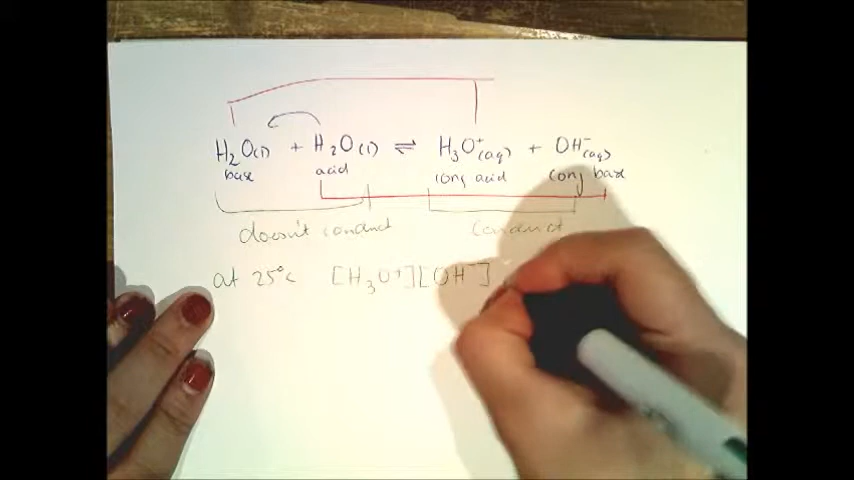 H₂O(l) + H₂O(l) ⇌ H₃O⁺(aq) + OH⁻(aq)
base acid conj acid conj base
doesn't conduct conduct
at 25°c [H₃O⁺][OH⁻]